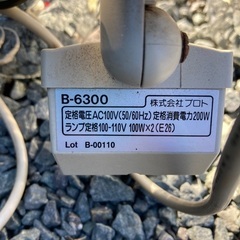 B-6300 株式会社 プロト
定格電圧AC100V(50/60Hz) 定格消費電力200W
ランプ定格100-110V 100W×2(E26)
Lot B-00110